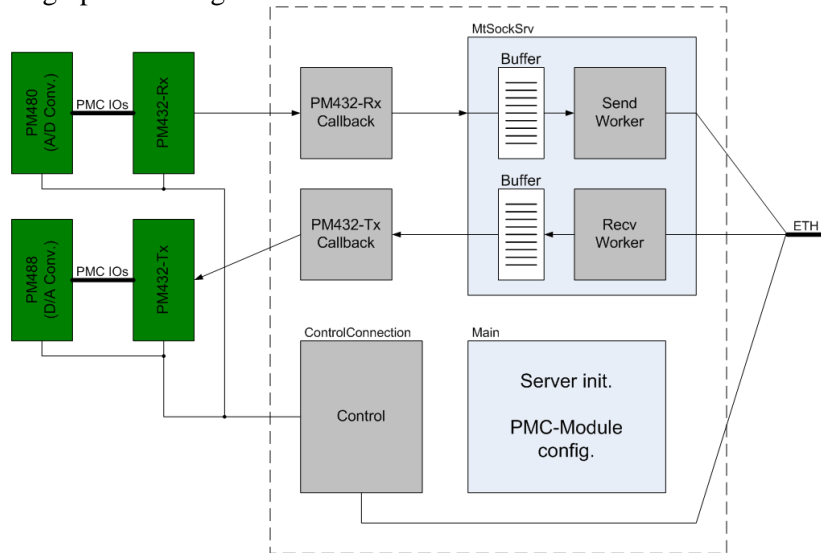 MtSockSrv
Buffer
PM480
(A/D Conv.)
PMC IOs
PM432-Rx
PM432-Rx
Callback
Send
Worker
Buffer
PM488
(D/A Conv.)
PMC IOs
PM432-Tx
PM432-Tx
Callback
Recv
Worker
ETH
ControlConnection
Control
Main
Server init.
PMC-Module
config.